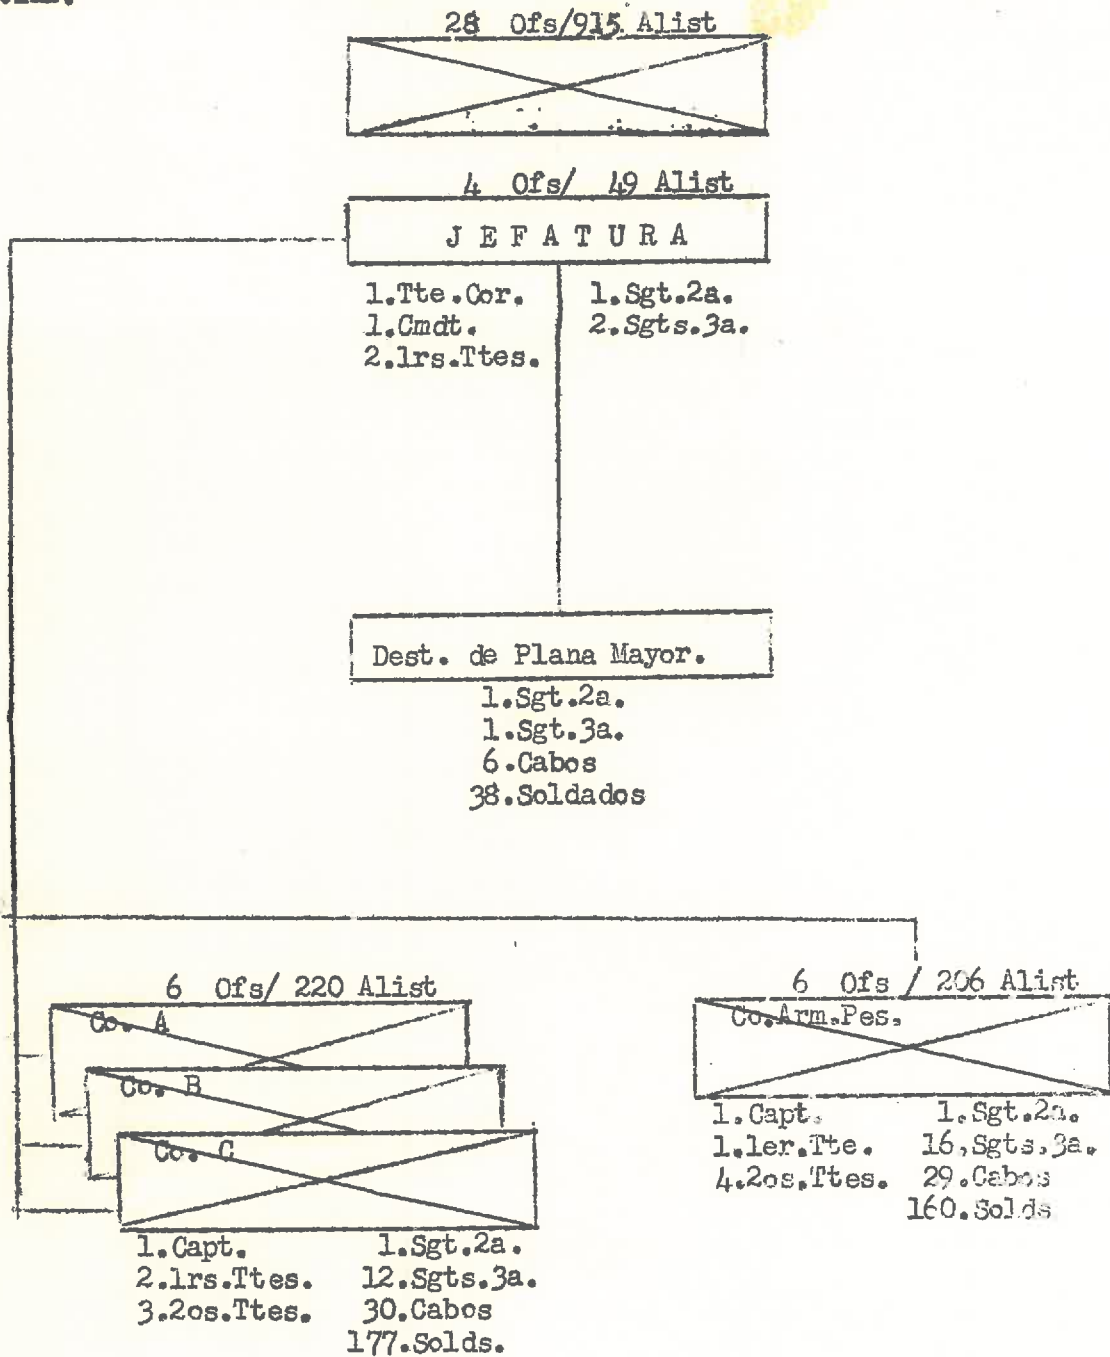 28 Ofs/915 Alist
4 Ofs/ 49 Alist
J E F A T U R A
1.Tte.Cor.
1.Cmdt.
2.1rs.Ttes.
1.Sgt.2a.
2.Sgts.3a.
Dest. de Plana Mayor.
1.Sgt.2a.
1.Sgt.3a.
6.Cabos
38.Soldados
6 Ofs/ 220 Alist
Co. A
Co. B
Co. C
1.Capt.
2.1rs.Ttes.
3.2os.Ttes.
1.Sgt.2a.
12.Sgts.3a.
30.Cabos
177.Solds.
6 Ofs / 206 Alist
Co.Arm.Pes.
1.Capt.
1.1er.Tte.
4.2os.Ttes.
1.Sgt.2a.
16.Sgts.3a.
29.Cabos
160.Solds